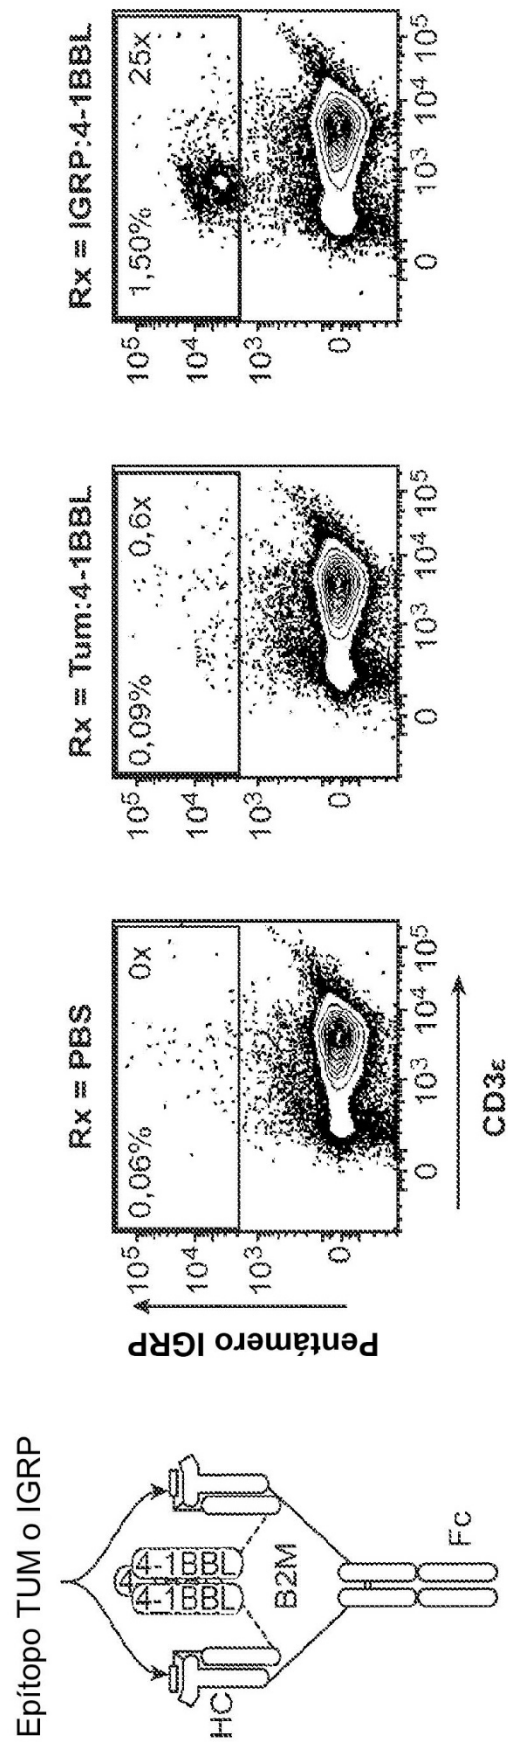 Epítopo TUM o IGRP
4
4-1BBL
4-1BBL
HC
B2M
Fc
Rx = PBS
0,06%
0x
10⁵
10⁴
10³
0
0
10³
10⁴
10⁵
Pentámero IGRP
CD3ε
Rx = Tum:4-1BBL
0,09%
0,6x
10⁵
10⁴
10³
0
0
10³
10⁴
10⁵
Rx = IGRP:4-1BBL
1,50%
25x
10⁵
10⁴
10³
0
0
10³
10⁴
10⁵